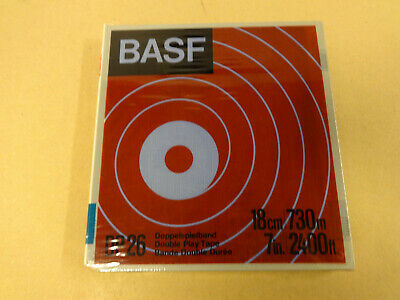 BASF
DP26
Doppelspielband
Double Play Tape
Bande Double Durée
18cm 730m
7in. 2400ft.